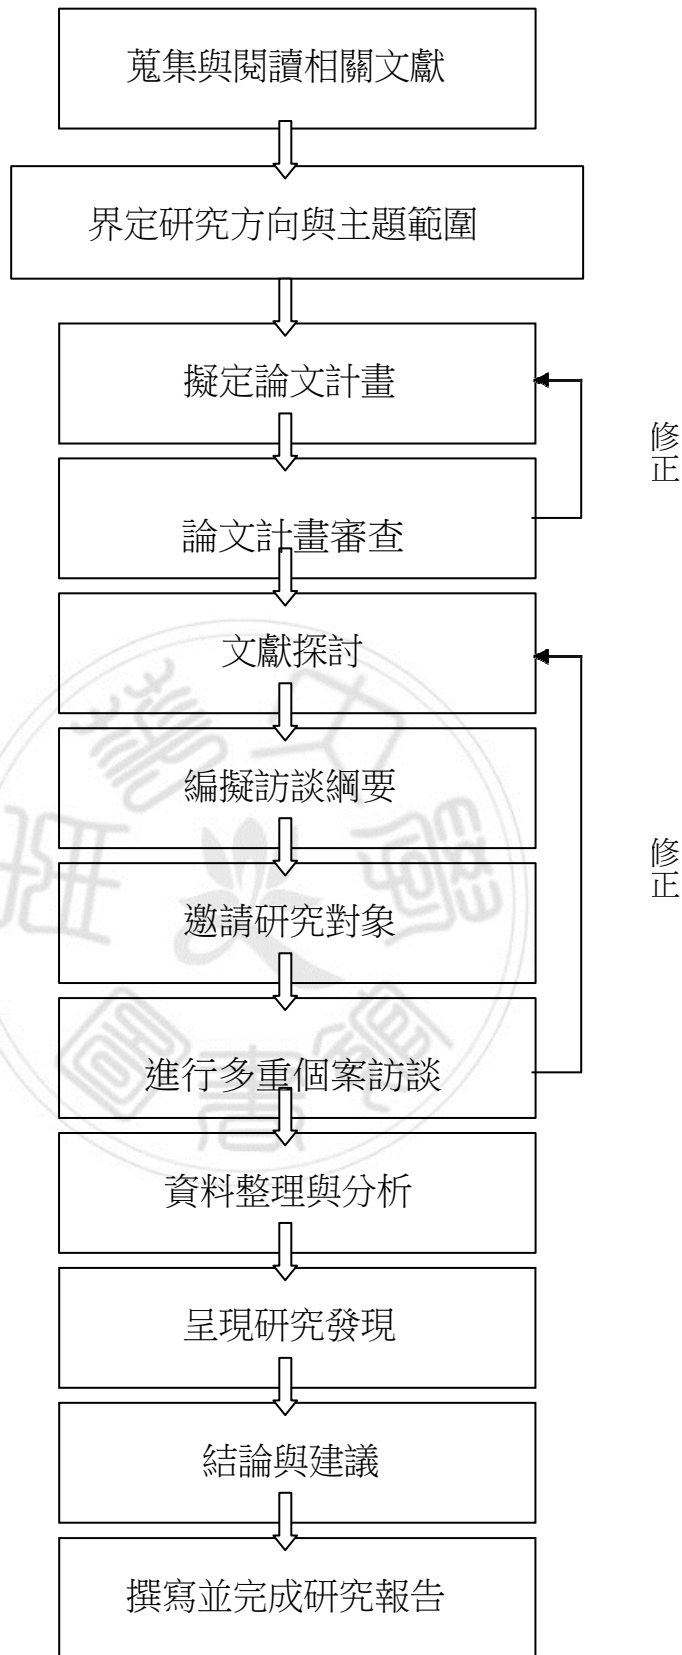 蒐集與閱讀相關文獻
界定研究方向與主題範圍
擬定論文計畫
修正
論文計畫審查
文獻探討
編擬訪談綱要
修正
邀請研究對象
進行多重個案訪談
資料整理與分析
呈現研究發現
結論與建議
撰寫並完成研究報告